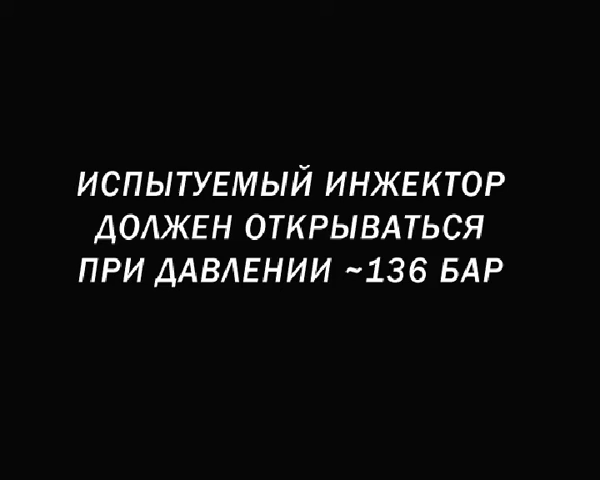 ИСПЫТУЕМЫЙ ИНЖЕКТОР
ДОЛЖЕН ОТКРЫВАТЬСЯ
ПРИ ДАВЛЕНИИ ~136 БАР